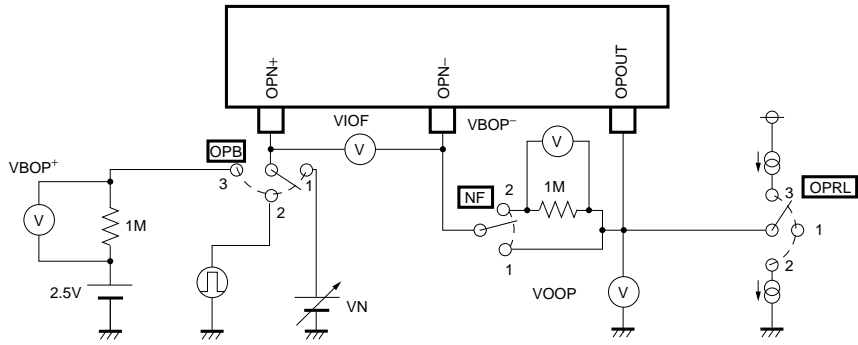 OPN+
OPN−
OPOUT
VIOF
VBOP−
VBOP+
OPB
3
1
2
V
V
V
1M
2.5V
VN
NF
2
1
1M
VOOP
V
3
OPRL
1
2